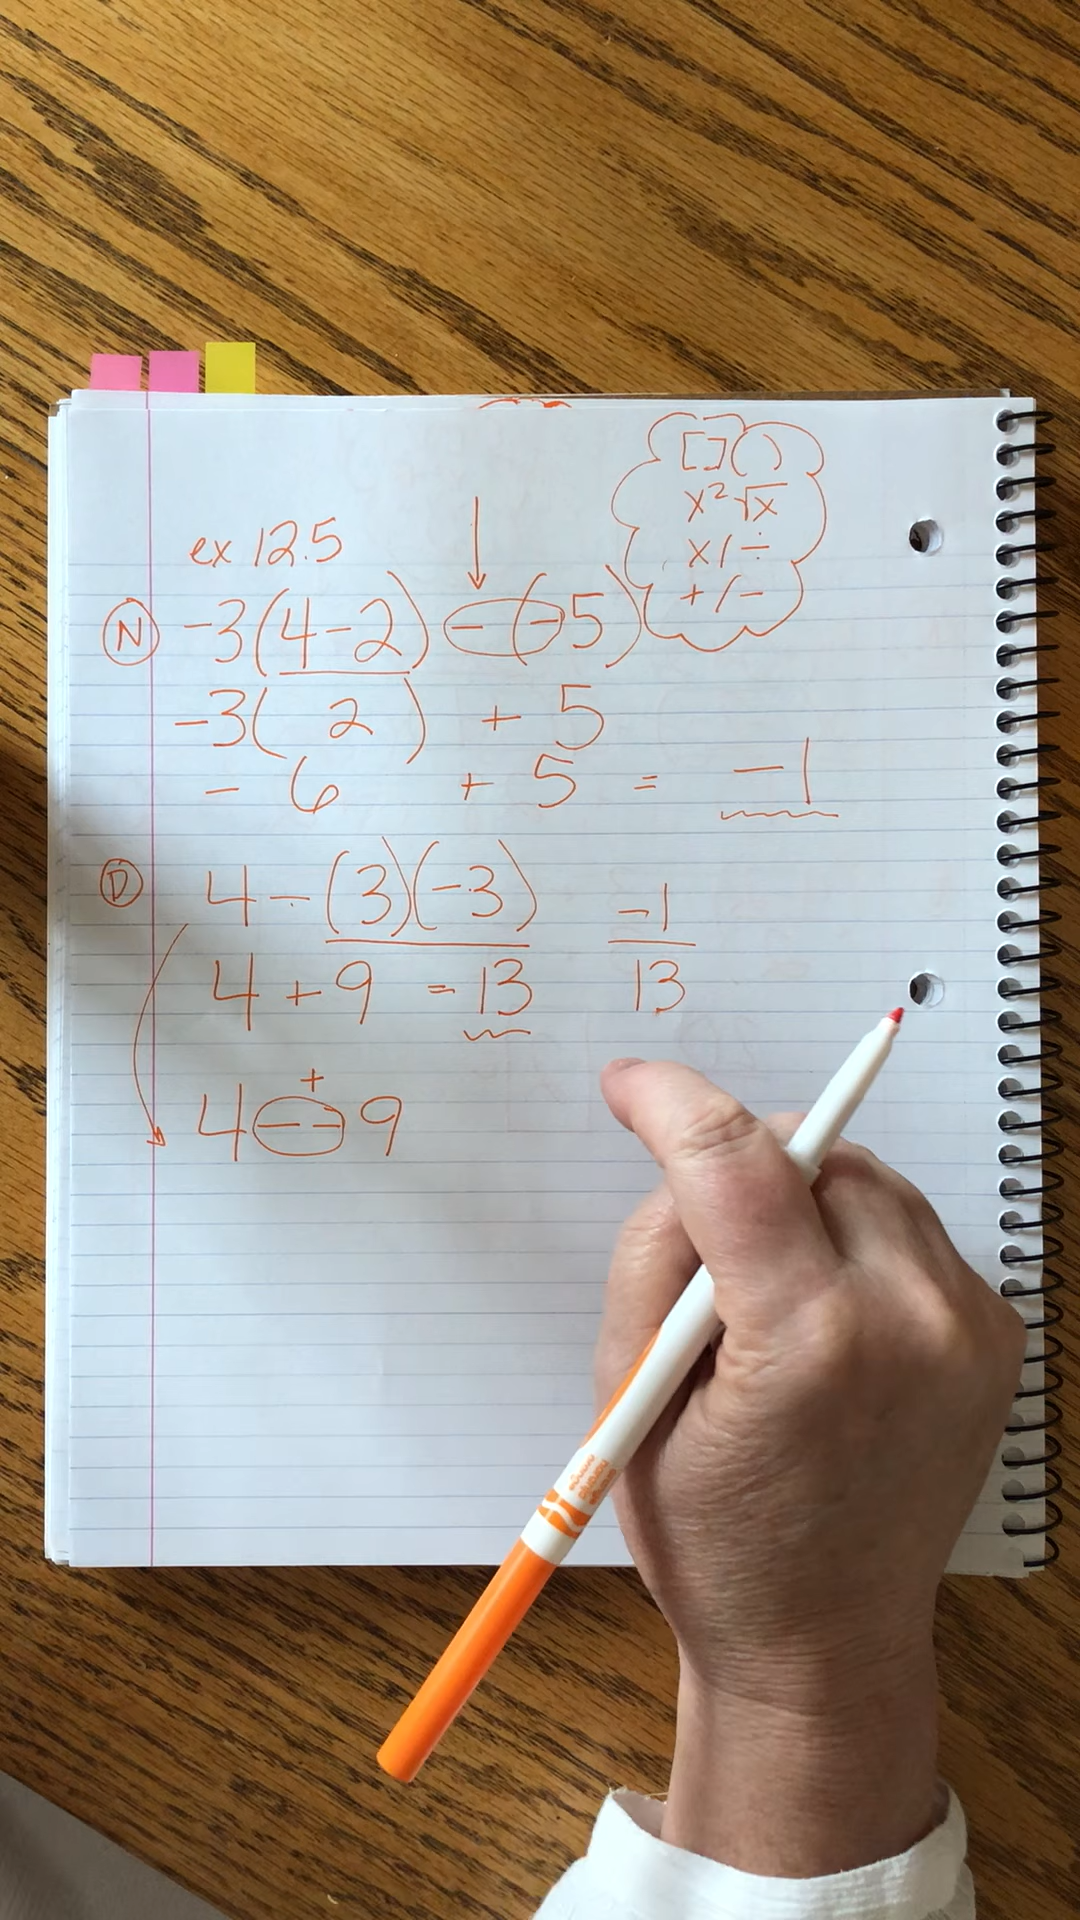 [ ] ( )
x² √x
x / ÷
+ / -
ex 12.5
N -3(4-2) - (-5)
-3( 2 ) + 5
- 6 + 5 = -1
D 4 - (3)(-3)
4 + 9 = 13
-1
13
+
4 - - 9